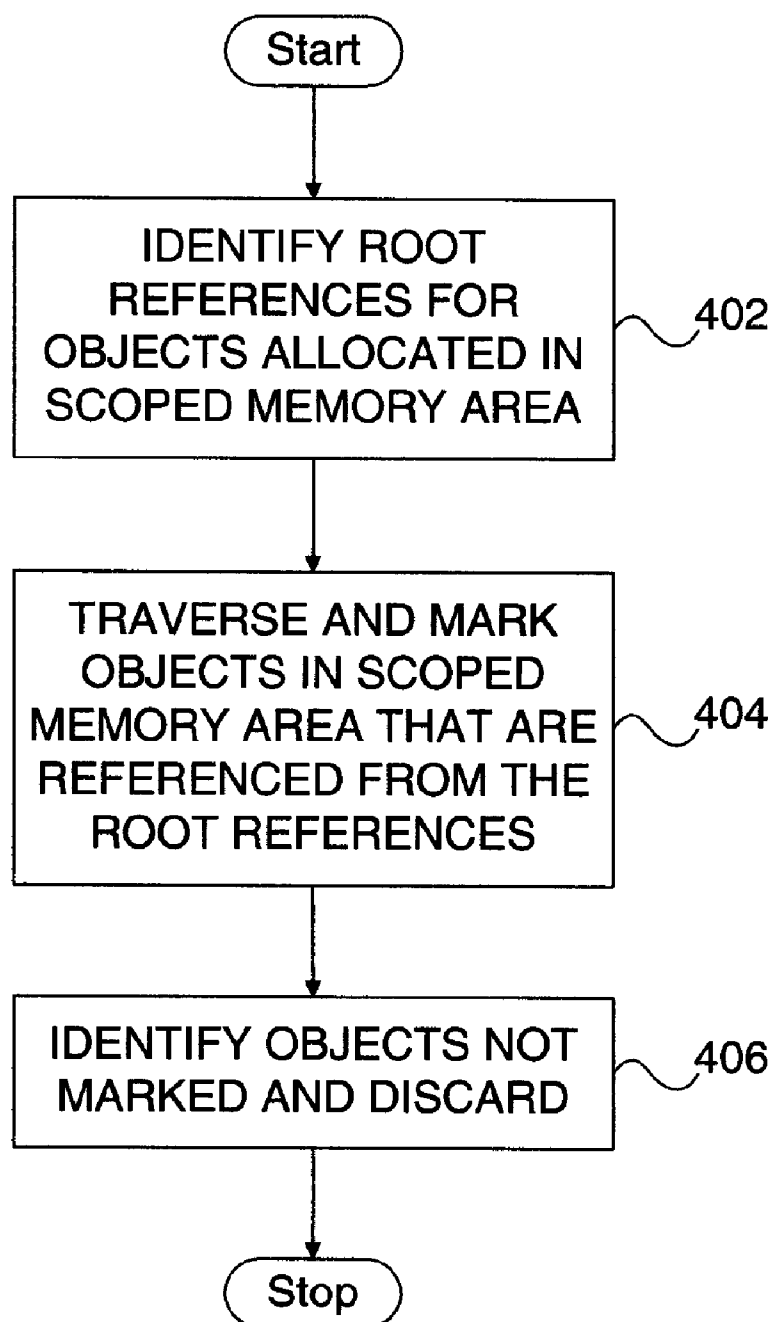 Start
IDENTIFY ROOT
REFERENCES FOR
OBJECTS ALLOCATED IN
SCOPED MEMORY AREA
402
TRAVERSE AND MARK
OBJECTS IN SCOPED
MEMORY AREA THAT ARE
REFERENCED FROM THE
ROOT REFERENCES
404
IDENTIFY OBJECTS NOT
MARKED AND DISCARD
406
Stop